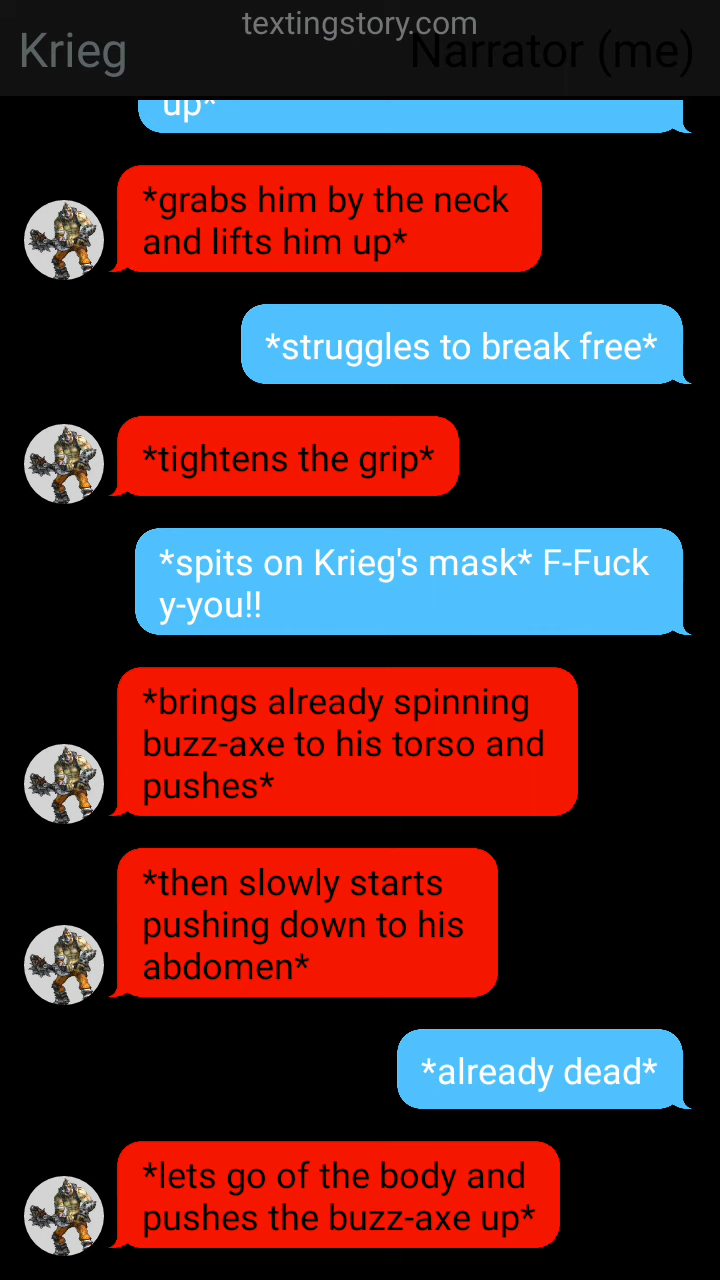 textingstory.com
Krieg
Narrator (me)
up*
*grabs him by the neck
and lifts him up*
*struggles to break free*
*tightens the grip*
*spits on Krieg's mask* F-Fuck
y-you!!
*brings already spinning
buzz-axe to his torso and
pushes*
*then slowly starts
pushing down to his
abdomen*
*already dead*
*lets go of the body and
pushes the buzz-axe up*